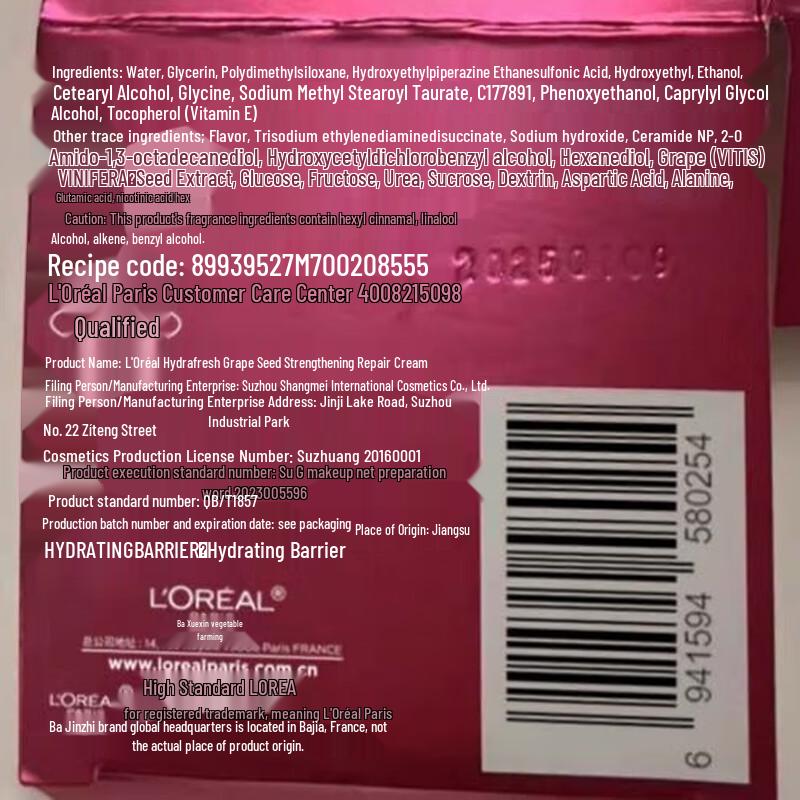 Ingredients: Water, Glycerin, Polydimethylsiloxane, Hydroxyethylpiperazine Ethanesulfonic Acid, Hydroxyethyl, Ethanol,
Cetearyl Alcohol, Glycine, Sodium Methyl Stearoyl Taurate, C177891, Phenoxyethanol, Caprylyl Glycol
Alcohol, Tocopherol (Vitamin E)
Other trace ingredients; Flavor, Trisodium ethylenediaminedisuccinate, Sodium hydroxide, Ceramide NP, 2-O
Amido-1,3-octadecanediol, Hydroxycetyldichlorobenzyl alcohol, Hexanediol, Grape (VITIS)
VINIFERA Seed Extract, Glucose, Fructose, Urea, Sucrose, Dextrin, Aspartic Acid, Alanine,
Glutamic acid, nicotinic acid hex
Caution: This product's fragrance ingredients contain hexyl cinnamal, linalool
Alcohol, alkene, benzyl alcohol.
Recipe code: 89939527M700208555
L'Oréal Paris Customer Care Center 4008215098
Qualified
Product Name: L'Oréal Hydrafresh Grape Seed Strengthening Repair Cream
Filing Person/Manufacturing Enterprise: Suzhou Shangmei International Cosmetics Co., Ltd.
Filing Person/Manufacturing Enterprise Address: Jinji Lake Road, Suzhou
Industrial Park
No. 22 Ziteng Street
Cosmetics Production License Number: Suzhuang 20160001
Product execution standard number: Su G makeup net preparation
word 2023005596
Product standard number: QB/T1857
Production batch number and expiration date: see packaging
Place of Origin: Jiangsu
HYDRATINGBARRIER Hydrating Barrier
L'ORÉAL®
Ba Xuexin vegetable
farming
总公司地址: 14, Paris FRANCE
www.lorealparis.com.cn
High Standard LOREA
L'ORÉA ®
for registered trademark, meaning L'Oréal Paris
Ba Jinzhi brand global headquarters is located in Bajia, France, not
the actual place of product origin.
6 941594 580254